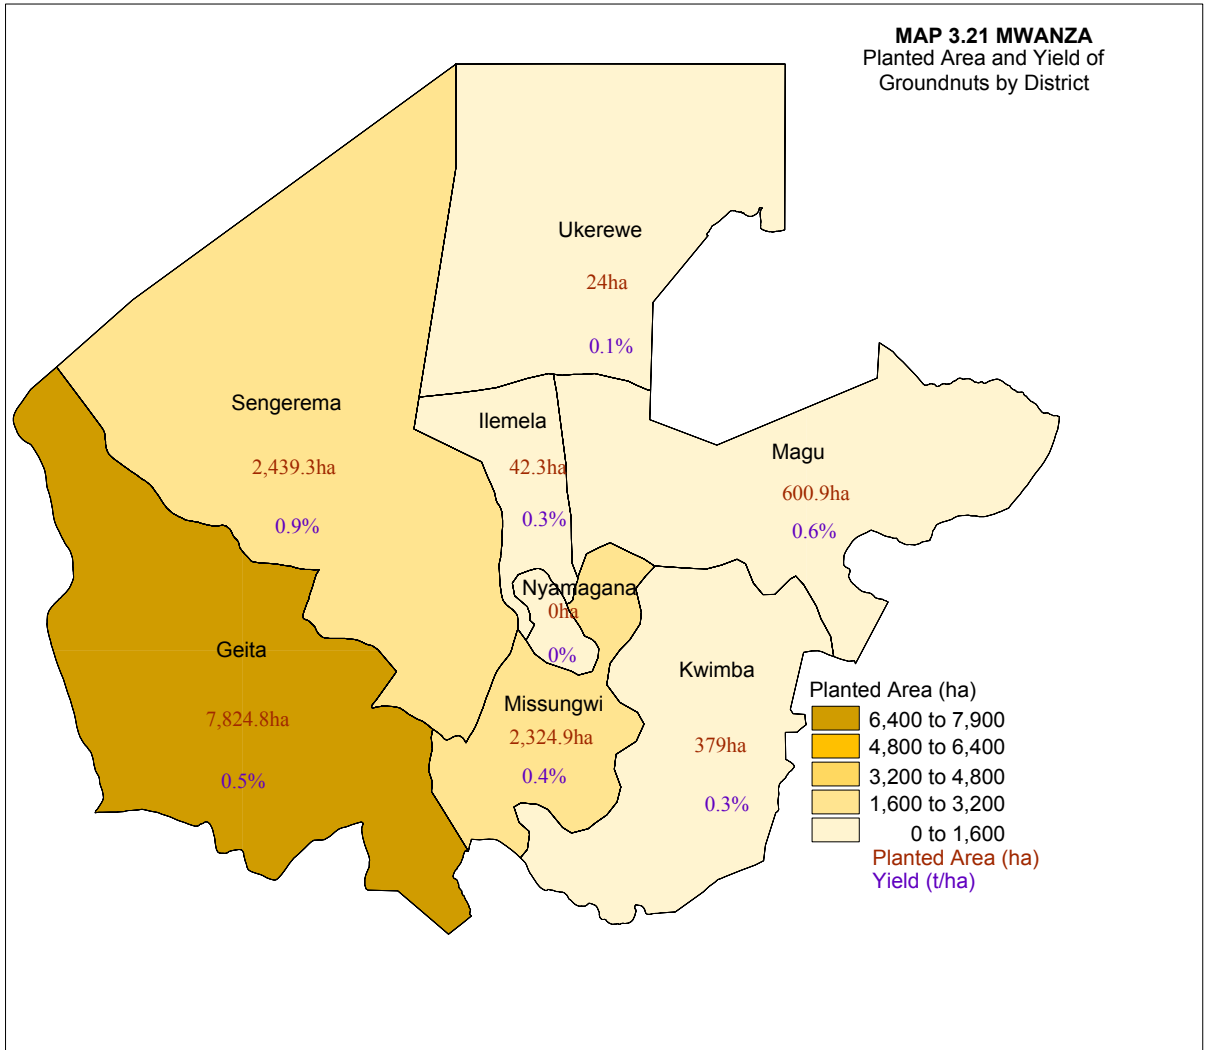 MAP 3.21 MWANZA
Planted Area and Yield of
Groundnuts by District
Ukerewe
24ha
0.1%
Sengerema
2,439.3ha
0.9%
Ilemela
42.3ha
0.3%
Magu
600.9ha
0.6%
Nyamagana
0ha
0%
Geita
7,824.8ha
0.5%
Missungwi
2,324.9ha
0.4%
Kwimba
379ha
0.3%
Planted Area (ha)
6,400 to 7,900
4,800 to 6,400
3,200 to 4,800
1,600 to 3,200
0 to 1,600
Planted Area (ha)
Yield (t/ha)